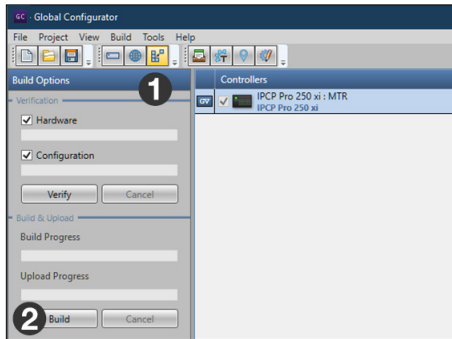 GC - Global Configurator
File Project View Build Tools Help
Build Options
Controllers
1
Verification
GV
IPCP Pro 250 xi : MTR
IPCP Pro 250 xi
Hardware
Configuration
Verify Cancel
Build & Upload
Build Progress
Upload Progress
2 Build Cancel